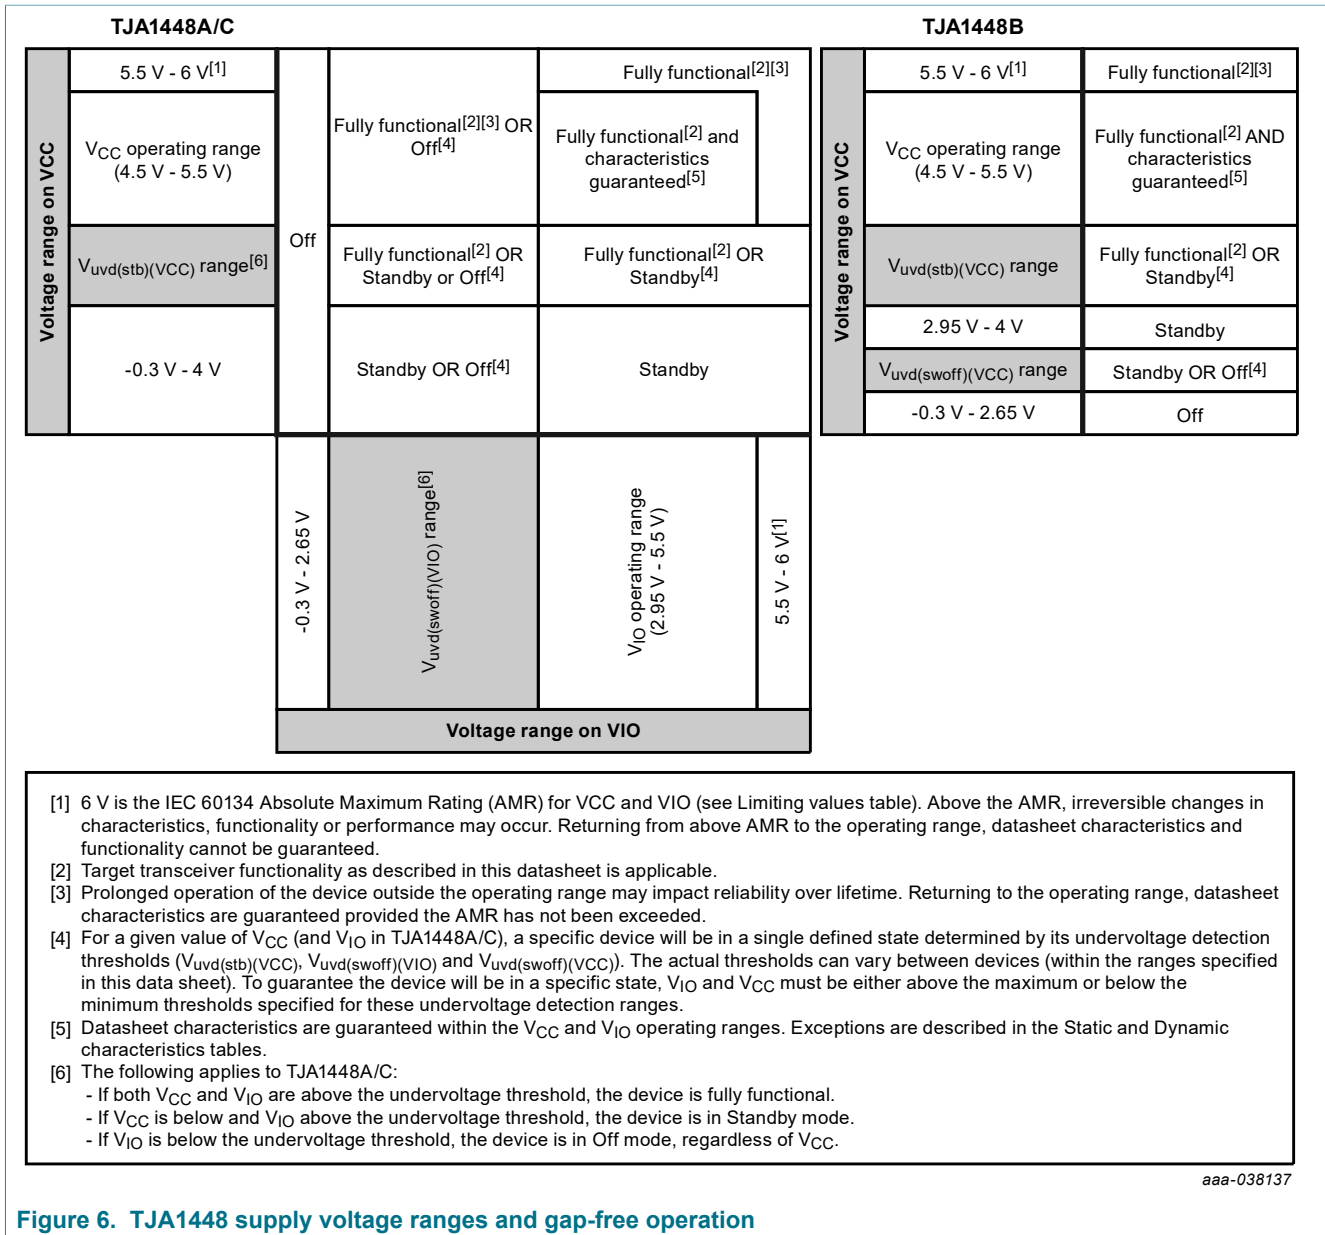 TJA1448A/C
Voltage range on VCC
5.5 V - 6 V[1]
VCC operating range
(4.5 V - 5.5 V)
Vuvd(stb)(VCC) range[6]
-0.3 V - 4 V
Off
Fully functional[2][3] OR
Off[4]
Fully functional[2] OR
Standby or Off[4]
Standby OR Off[4]
Fully functional[2][3]
Fully functional[2] and
characteristics
guaranteed[5]
Fully functional[2] OR
Standby[4]
Standby
-0.3 V - 2.65 V
Vuvd(swoff)(VIO) range[6]
VIO operating range
(2.95 V - 5.5 V)
5.5 V - 6 V[1]
Voltage range on VIO
TJA1448B
Voltage range on VCC
5.5 V - 6 V[1]
Fully functional[2][3]
VCC operating range
(4.5 V - 5.5 V)
Fully functional[2] AND
characteristics
guaranteed[5]
Vuvd(stb)(VCC) range
Fully functional[2] OR
Standby[4]
2.95 V - 4 V
Standby
Vuvd(swoff)(VCC) range
Standby OR Off[4]
-0.3 V - 2.65 V
Off
[1] 6 V is the IEC 60134 Absolute Maximum Rating (AMR) for VCC and VIO (see Limiting values table). Above the AMR, irreversible changes in
characteristics, functionality or performance may occur. Returning from above AMR to the operating range, datasheet characteristics and
functionality cannot be guaranteed.
[2] Target transceiver functionality as described in this datasheet is applicable.
[3] Prolonged operation of the device outside the operating range may impact reliability over lifetime. Returning to the operating range, datasheet
characteristics are guaranteed provided the AMR has not been exceeded.
[4] For a given value of VCC (and VIO in TJA1448A/C), a specific device will be in a single defined state determined by its undervoltage detection
thresholds (Vuvd(stb)(VCC), Vuvd(swoff)(VIO) and Vuvd(swoff)(VCC)). The actual thresholds can vary between devices (within the ranges specified
in this data sheet). To guarantee the device will be in a specific state, VIO and VCC must be either above the maximum or below the
minimum thresholds specified for these undervoltage detection ranges.
[5] Datasheet characteristics are guaranteed within the VCC and VIO operating ranges. Exceptions are described in the Static and Dynamic
characteristics tables.
[6] The following applies to TJA1448A/C:
- If both VCC and VIO are above the undervoltage threshold, the device is fully functional.
- If VCC is below and VIO above the undervoltage threshold, the device is in Standby mode.
- If VIO is below the undervoltage threshold, the device is in Off mode, regardless of VCC.
aaa-038137
Figure 6. TJA1448 supply voltage ranges and gap-free operation